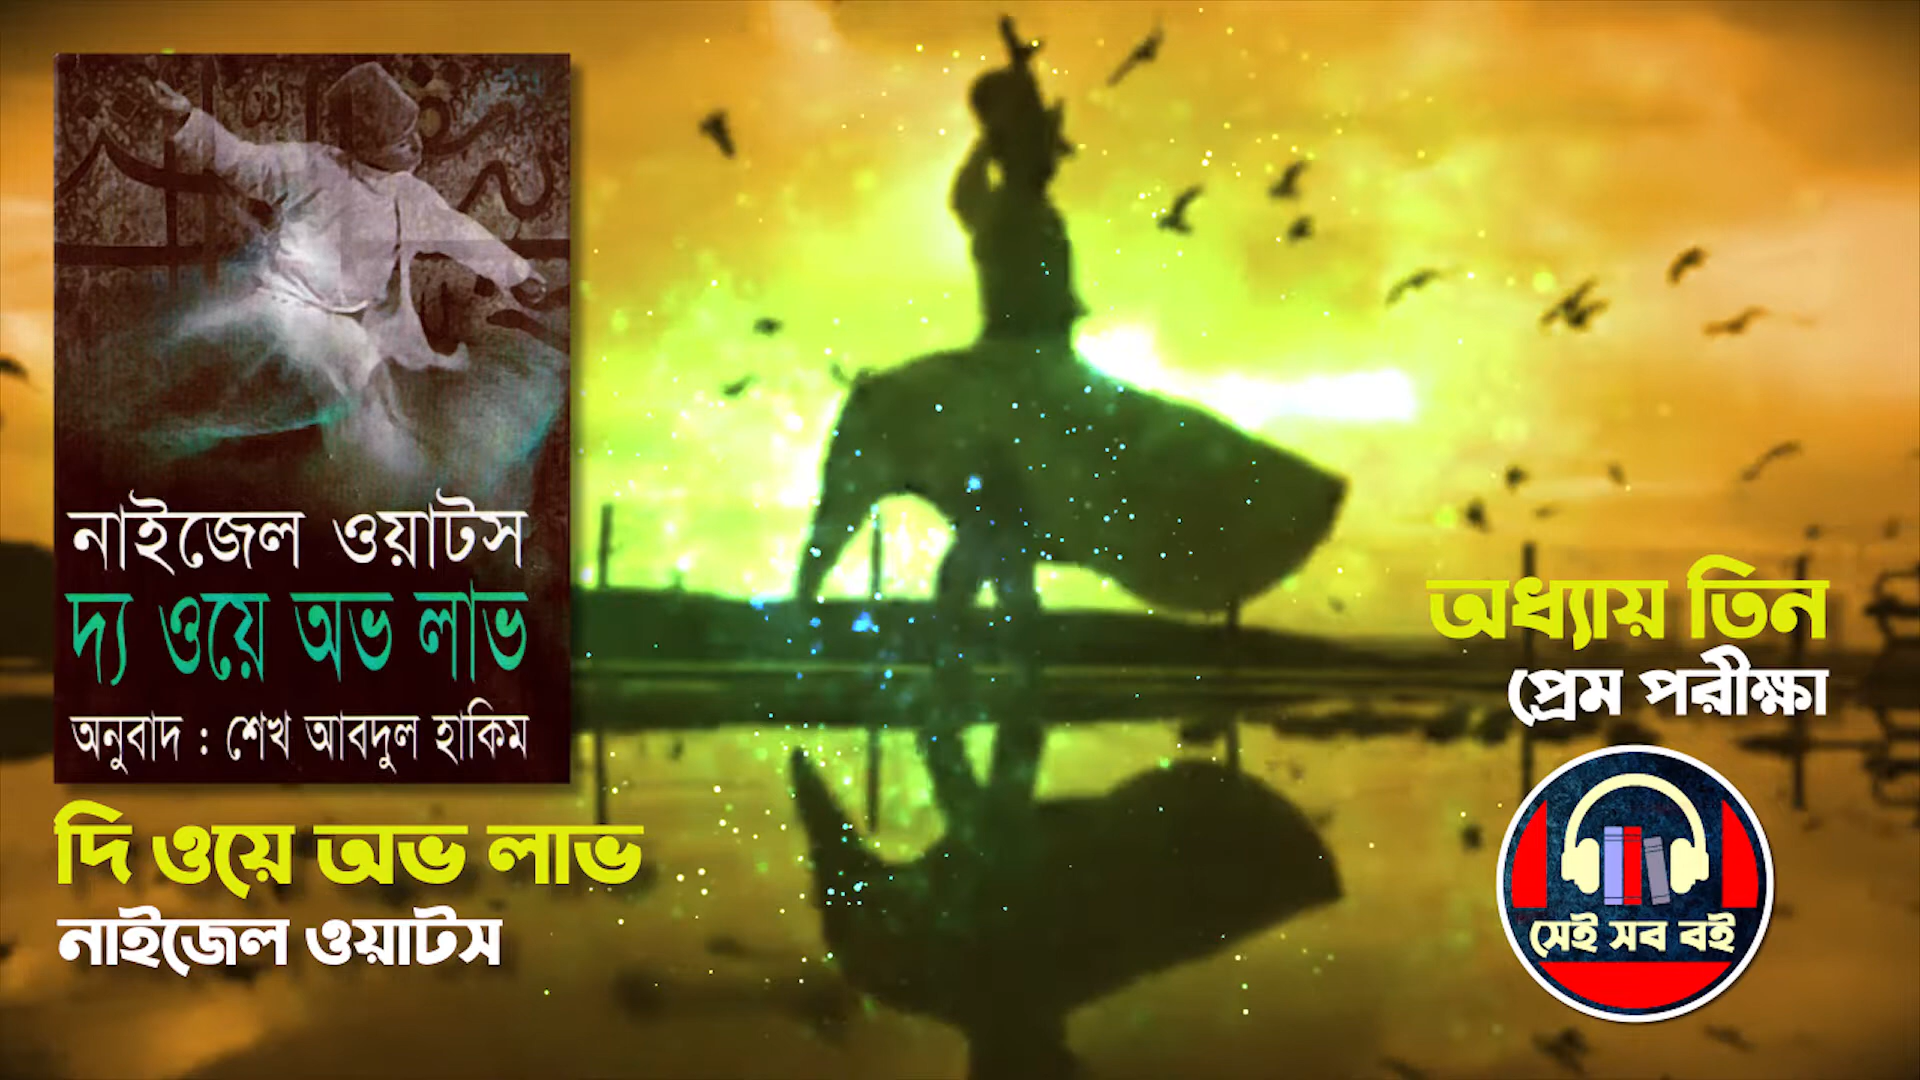 নাইজেল ওয়াটস
দ্য ওয়ে অভ লাভ
অনুবাদ : শেখ আবদুল হাকিম
দি ওয়ে অভ লাভ
নাইজেল ওয়াটস
অধ্যায় তিন
প্রেম পরীক্ষা
সেই সব বই